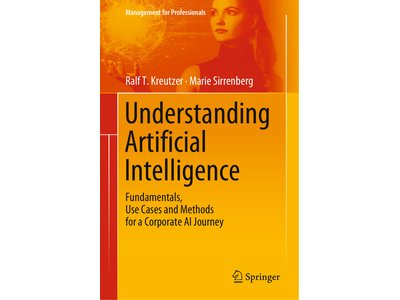 Management for Professionals
Ralf T. Kreutzer · Marie Sirrenberg
Understanding
Artificial
Intelligence
Fundamentals,
Use Cases and Methods
for a Corporate AI Journey
Springer